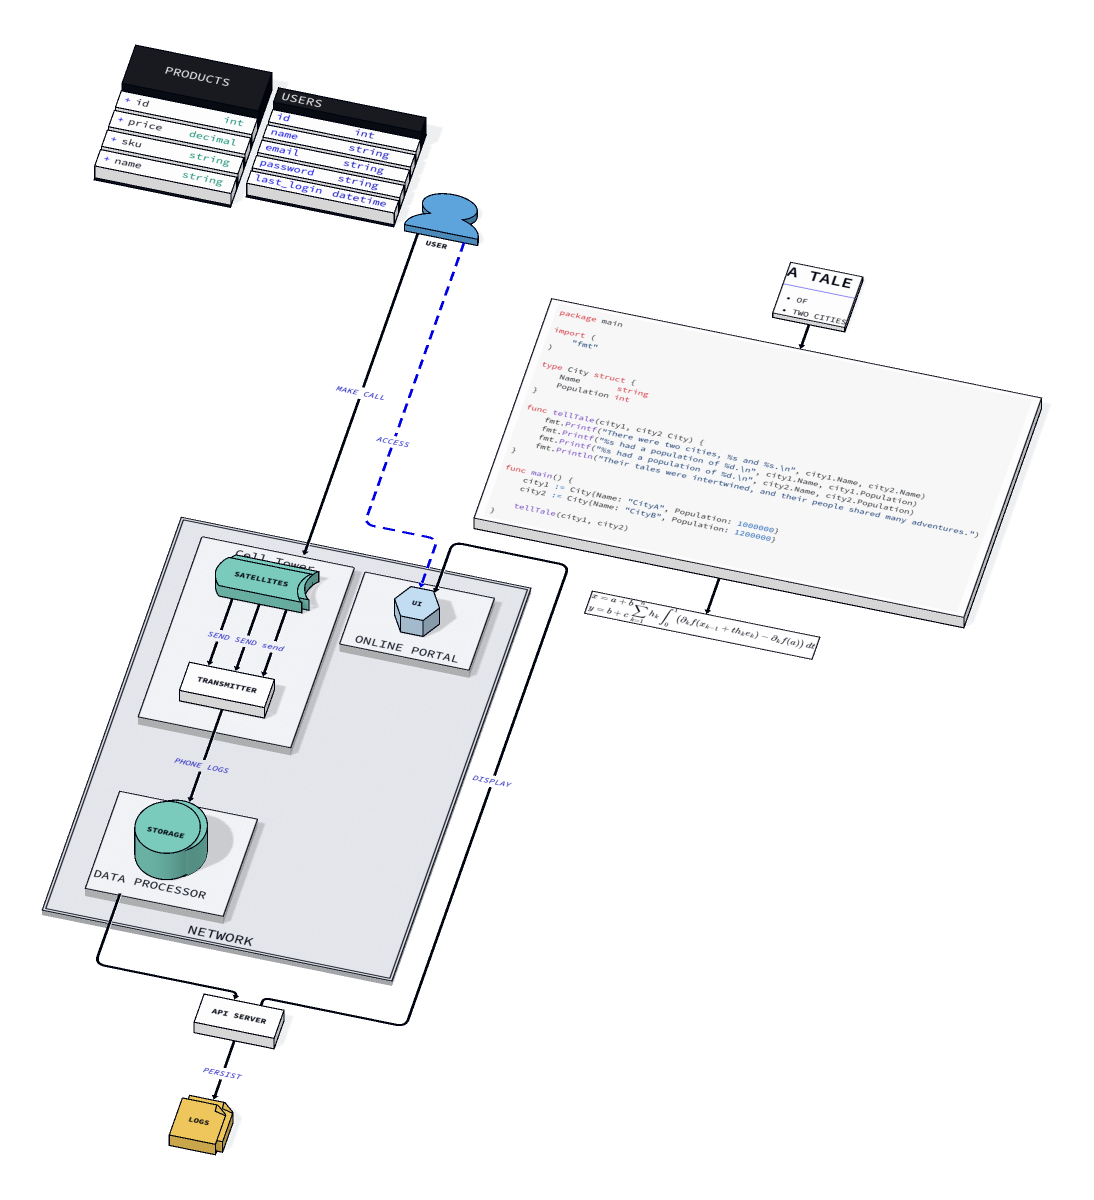 PRODUCTS
+ id int
+ price decimal
+ sku string
+ name string
USERS
id int
name string
email string
password string
last_login datetime
USER
MAKE CALL
ACCESS
A TALE
• OF
• TWO CITIES
package main
import (
"fmt"
)
type City struct {
Name string
Population int
}
func tellTale(city1, city2 City) {
fmt.Printf("There were two cities, %s and %s.\n", city1.Name, city2.Name)
fmt.Printf("%s had a population of %d.\n", city1.Name, city1.Population)
fmt.Printf("%s had a population of %d.\n", city2.Name, city2.Population)
fmt.Println("Their tales were intertwined, and their people shared many adventures.")
}
func main() {
city1 := City{Name: "CityA", Population: 1000000}
city2 := City{Name: "CityB", Population: 1200000}
tellTale(city1, city2)
}
Cell Tower
SATELLITES
SEND SEND send
TRANSMITTER
UI
ONLINE PORTAL
PHONE LOGS
DISPLAY
STORAGE
DATA PROCESSOR
NETWORK
API SERVER
PERSIST
LOGS